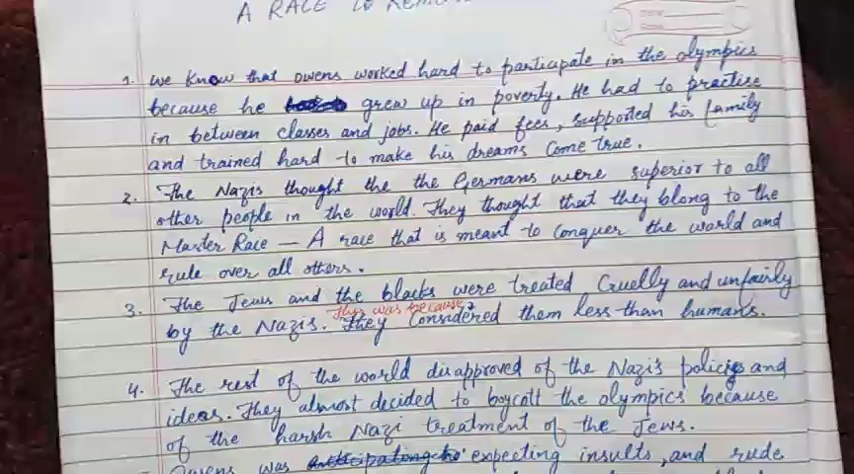 A RACE to REMEM
1. We know that owens worked hard to participate in the olympics
because he grew up in poverty. He had to practise
in between classes and jobs. He paid fees, supported his family
and trained hard to make his dreams come true.
2. The Nazis thought the the Germans were superior to all
other people in the world. They thought that they blong to the
Master Race — A race that is meant to conquer the world and
rule over all others.
3. The Jews and the blacks were treated Cruelly and unfairly
This was because
by the Nazis. They Considered them less than humans.
4. The rest of the world disapproved of the Nazi's policies and
ideas. They almost decided to boycott the olympics because
of the harsh Nazi treatment of the Jews.
Owens was anticipating to expecting insults, and rude